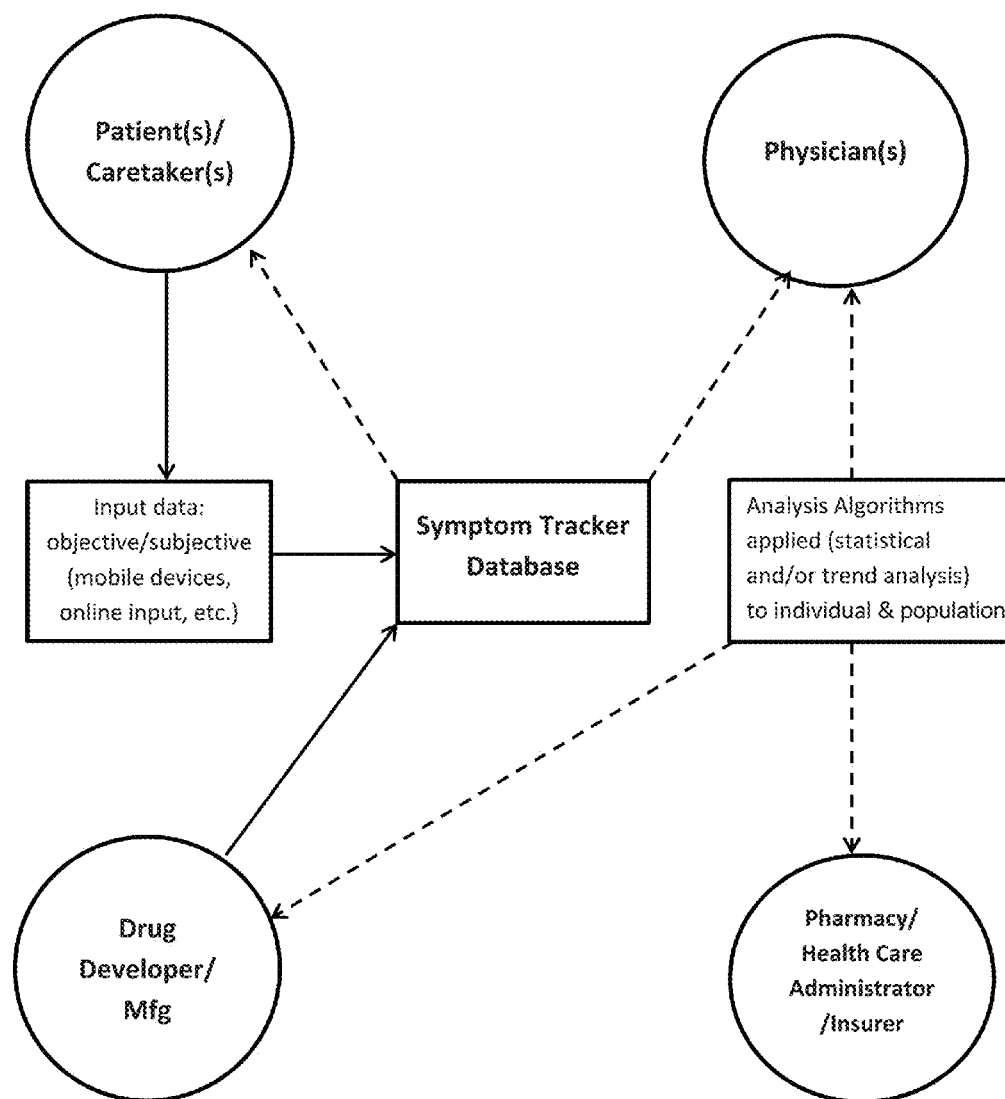 Patient(s)/
Caretaker(s)
Physician(s)
Input data:
objective/subjective
(mobile devices,
online input, etc.)
Symptom Tracker
Database
Analysis Algorithms
applied (statistical
and/or trend analysis)
to individual & population
Drug
Developer/
Mfg
Pharmacy/
Health Care
Administrator
/Insurer